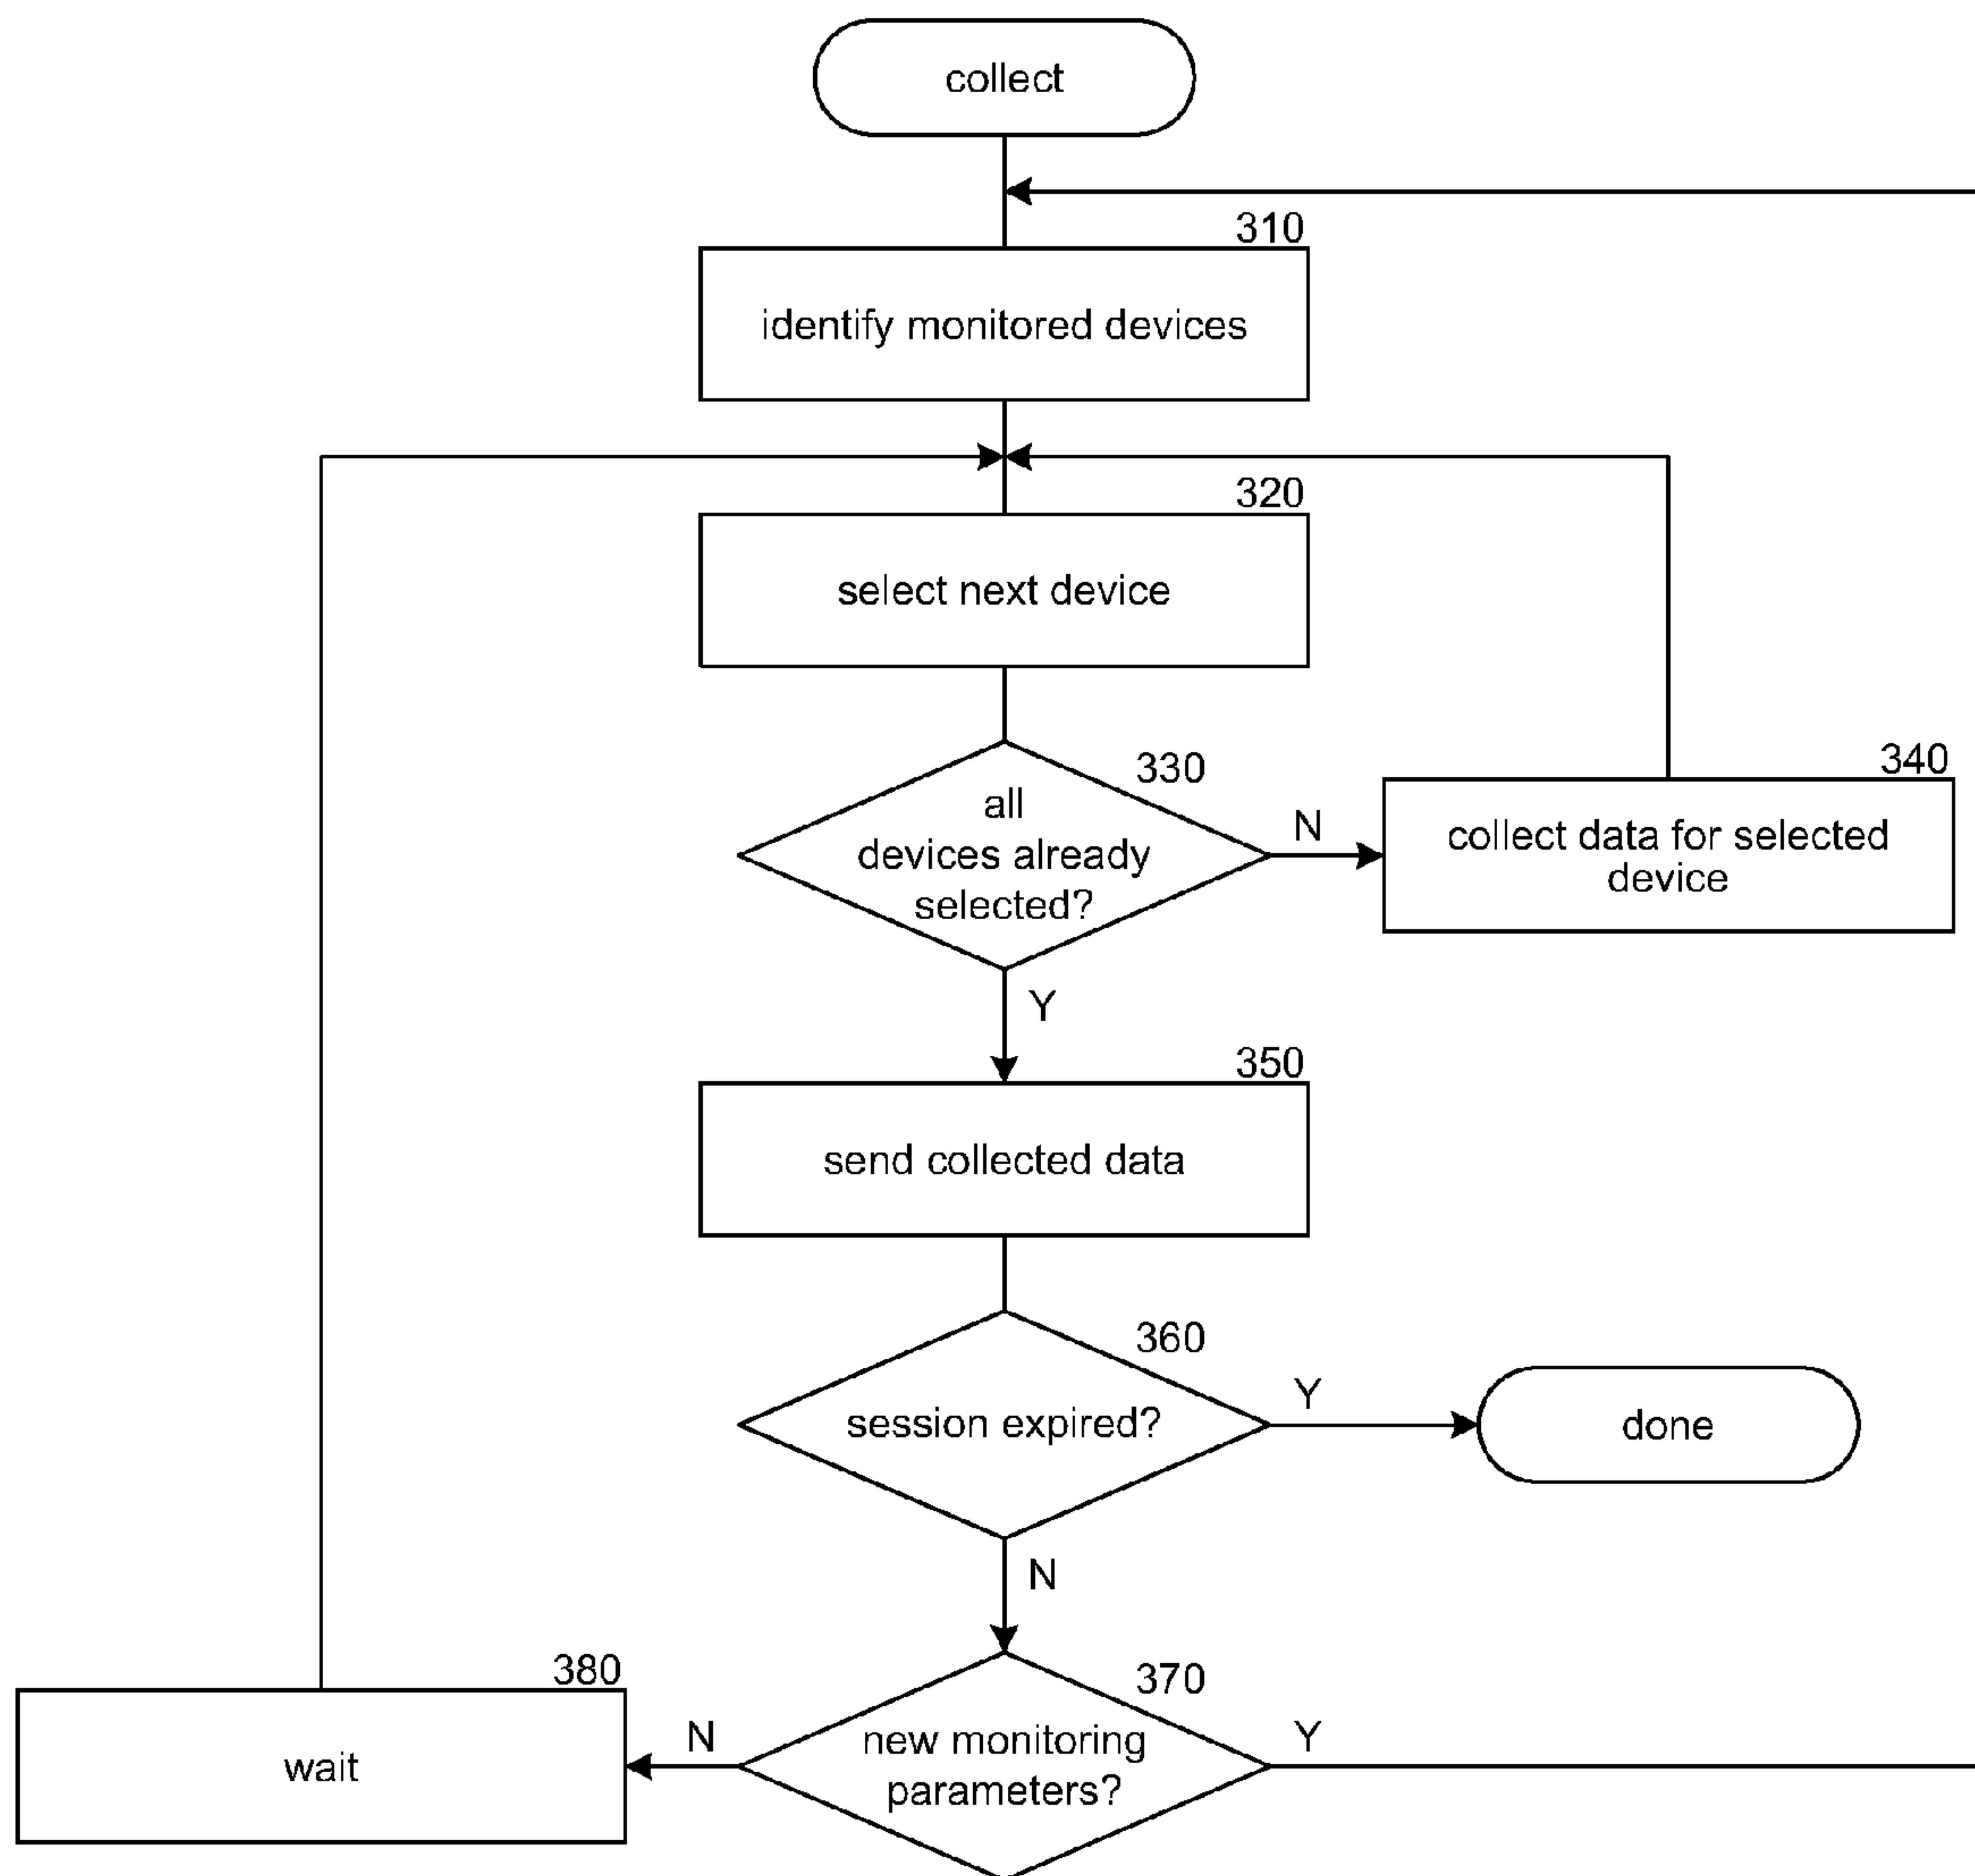 collect
310
identify monitored devices
320
select next device
330
all
devices already
selected?
N
340
collect data for selected
device
Y
350
send collected data
360
session expired?
Y
done
N
380
wait
N
370
new monitoring
parameters?
Y